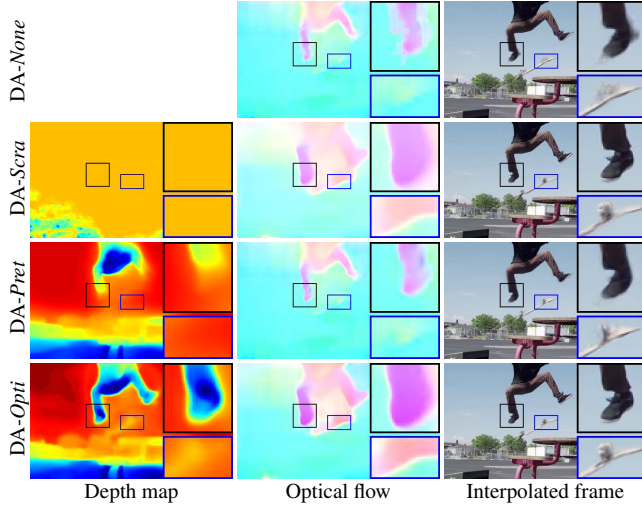 DA-None
DA-Scra
DA-Pret
DA-Opti
Depth map
Optical flow
Interpolated frame